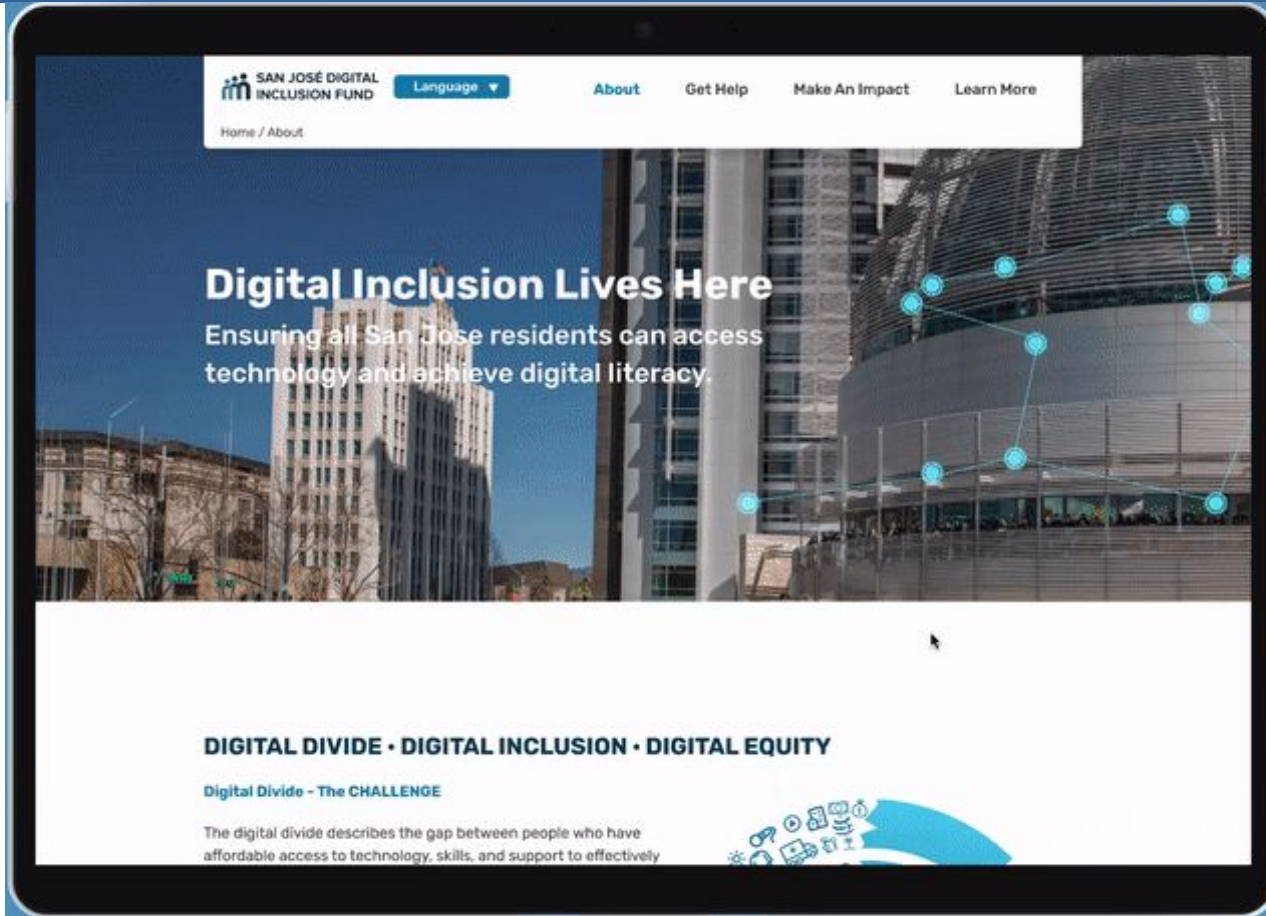 SAN JOSÉ DIGITAL
INCLUSION FUND
Language
About
Get Help
Make An Impact
Learn More
Home / About
Digital Inclusion Lives Here
Ensuring all San Jose residents can access
technology and achieve digital literacy.
DIGITAL DIVIDE • DIGITAL INCLUSION • DIGITAL EQUITY
Digital Divide - The CHALLENGE
The digital divide describes the gap between people who have
affordable access to technology, skills, and support to effectively